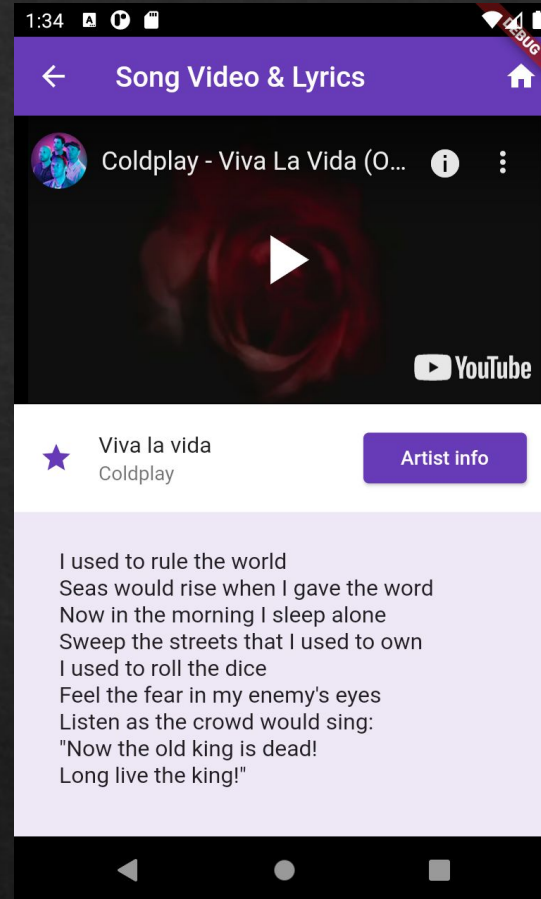 1:34
DEBUG
Song Video & Lyrics
Coldplay - Viva La Vida (O...
YouTube
Viva la vida
Coldplay
Artist info
I used to rule the world
Seas would rise when I gave the word
Now in the morning I sleep alone
Sweep the streets that I used to own
I used to roll the dice
Feel the fear in my enemy's eyes
Listen as the crowd would sing:
"Now the old king is dead!
Long live the king!"